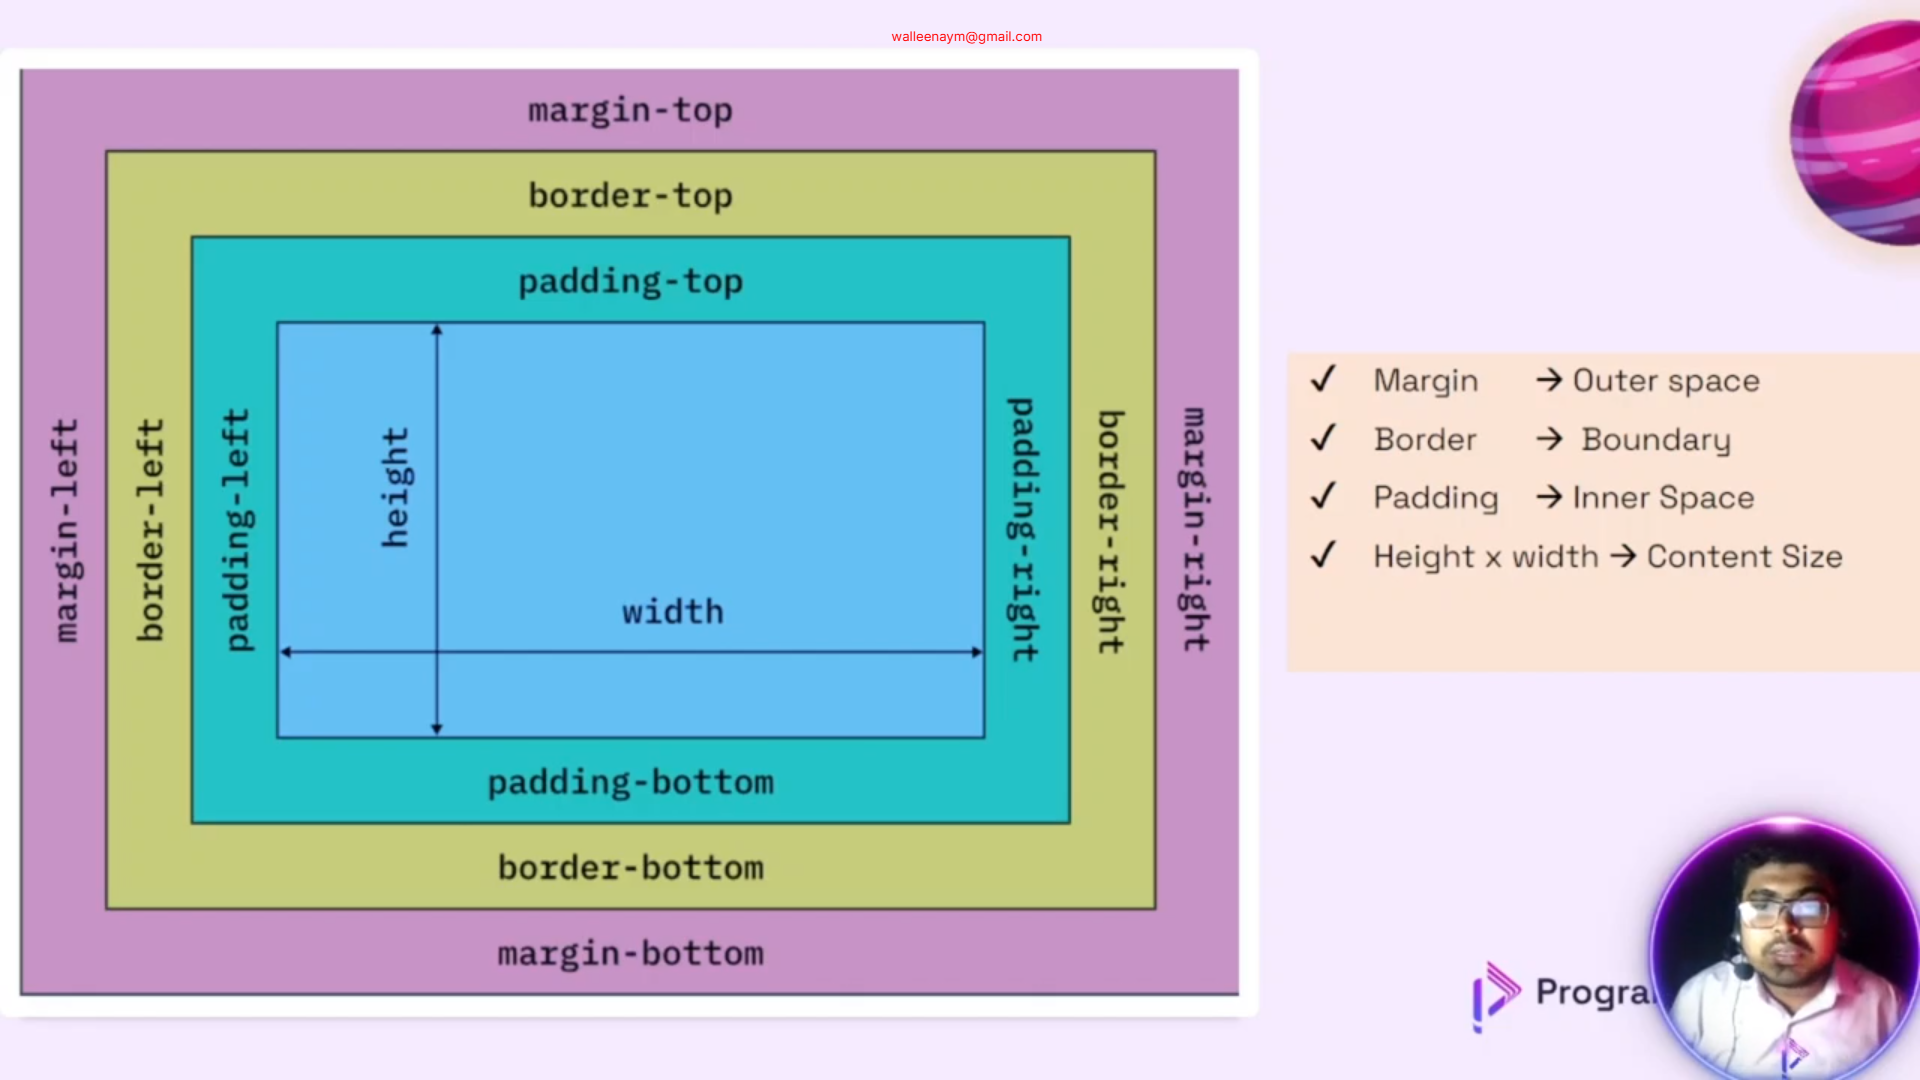 walleenaym@gmail.com
margin-top
border-top
padding-top
margin-left
border-left
padding-left
height
width
padding-right
border-right
margin-right
padding-bottom
border-bottom
margin-bottom
✓ Margin → Outer space
✓ Border → Boundary
✓ Padding → Inner Space
✓ Height x width → Content Size